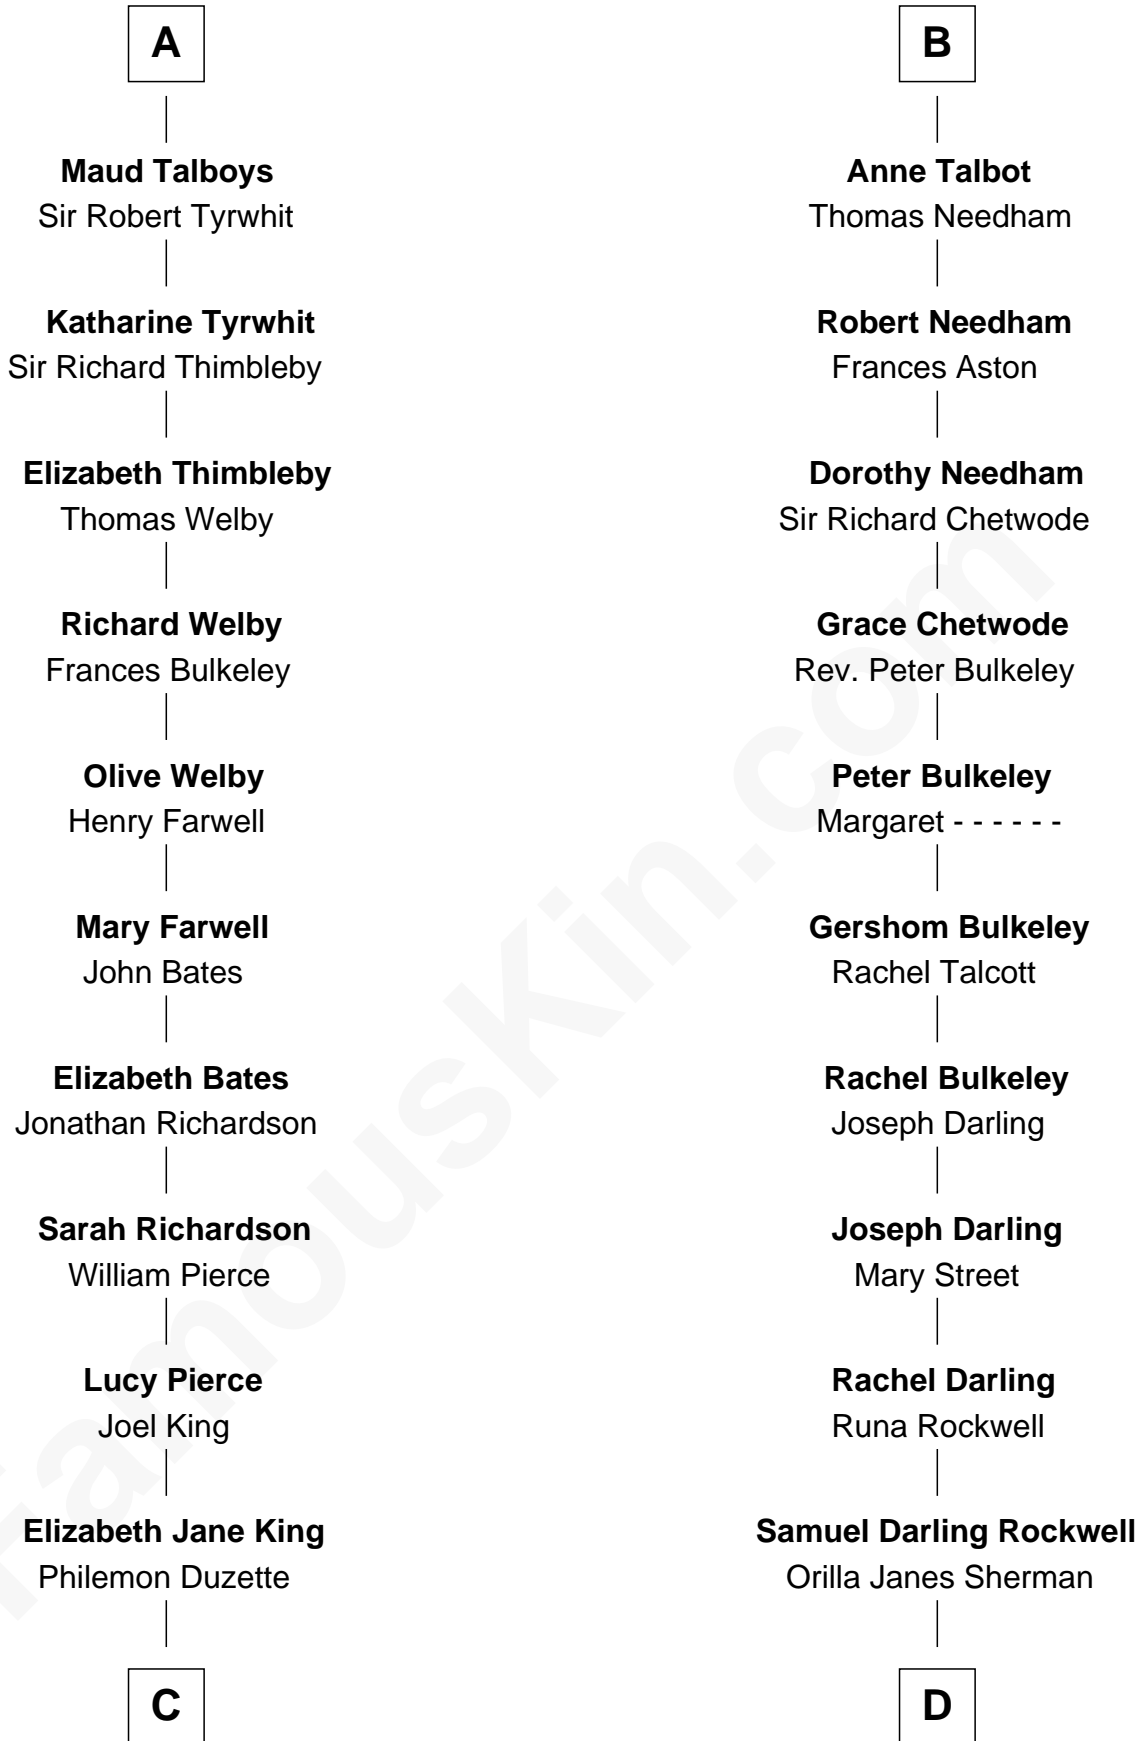 A
Maud Talboys
Sir Robert Tyrwhit
Katharine Tyrwhit
Sir Richard Thimbleby
Elizabeth Thimbleby
Thomas Welby
Richard Welby
Frances Bulkeley
Olive Welby
Henry Farwell
Mary Farwell
John Bates
Elizabeth Bates
Jonathan Richardson
Sarah Richardson
William Pierce
Lucy Pierce
Joel King
Elizabeth Jane King
Philemon Duzette
C
B
Anne Talbot
Thomas Needham
Robert Needham
Frances Aston
Dorothy Needham
Sir Richard Chetwode
Grace Chetwode
Rev. Peter Bulkeley
Peter Bulkeley
Margaret - - - - - -
Gershom Bulkeley
Rachel Talcott
Rachel Bulkeley
Joseph Darling
Joseph Darling
Mary Street
Rachel Darling
Runa Rockwell
Samuel Darling Rockwell
Orilla Janes Sherman
D
FamousKin.com